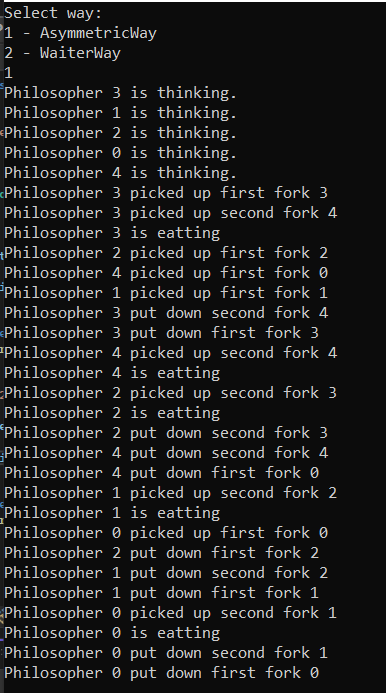 Select way:
1 - AsymmetricWay
2 - WaiterWay
1
Philosopher 3 is thinking.
Philosopher 1 is thinking.
Philosopher 2 is thinking.
Philosopher 0 is thinking.
Philosopher 4 is thinking.
Philosopher 3 picked up first fork 3
Philosopher 3 picked up second fork 4
Philosopher 3 is eatting
Philosopher 2 picked up first fork 2
Philosopher 4 picked up first fork 0
Philosopher 1 picked up first fork 1
Philosopher 3 put down second fork 4
Philosopher 3 put down first fork 3
Philosopher 4 picked up second fork 4
Philosopher 4 is eatting
Philosopher 2 picked up second fork 3
Philosopher 2 is eatting
Philosopher 2 put down second fork 3
Philosopher 4 put down second fork 4
Philosopher 4 put down first fork 0
Philosopher 1 picked up second fork 2
Philosopher 1 is eatting
Philosopher 0 picked up first fork 0
Philosopher 2 put down first fork 2
Philosopher 1 put down second fork 2
Philosopher 1 put down first fork 1
Philosopher 0 picked up second fork 1
Philosopher 0 is eatting
Philosopher 0 put down second fork 1
Philosopher 0 put down first fork 0